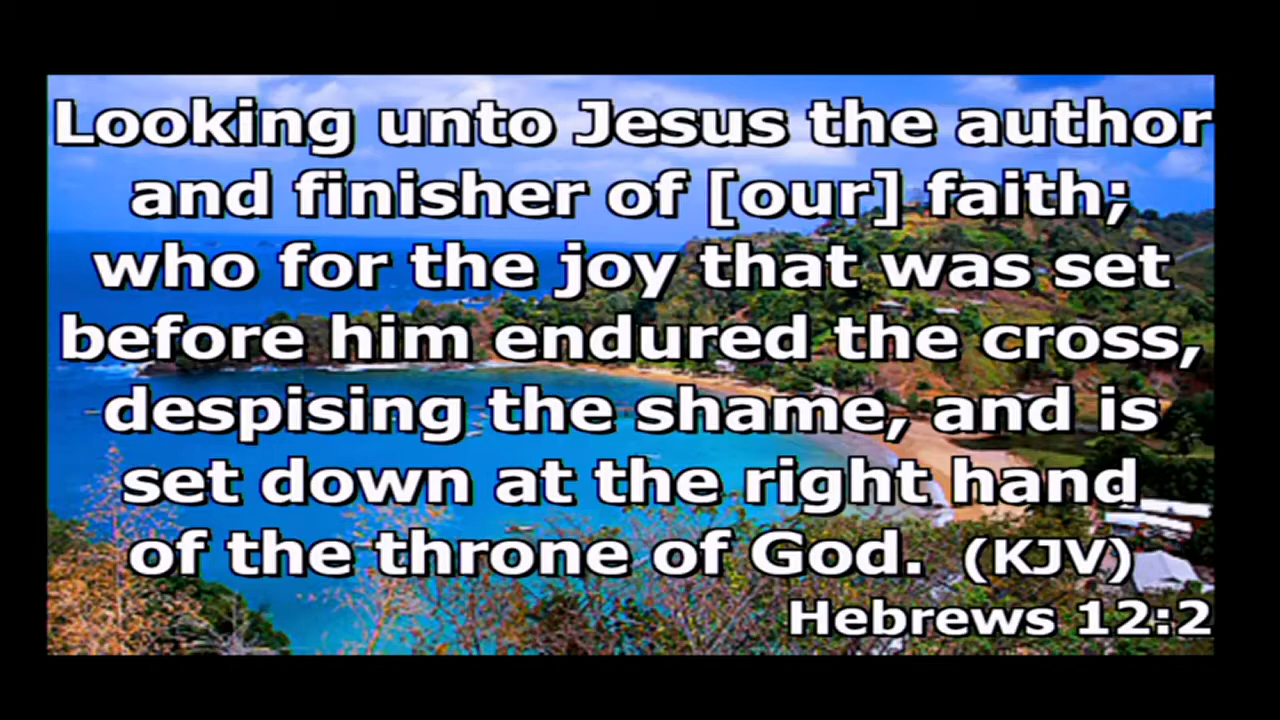 Looking unto Jesus the author
and finisher of [our] faith;
who for the joy that was set
before him endured the cross,
despising the shame, and is
set down at the right hand
of the throne of God. (KJV)
Hebrews 12:2